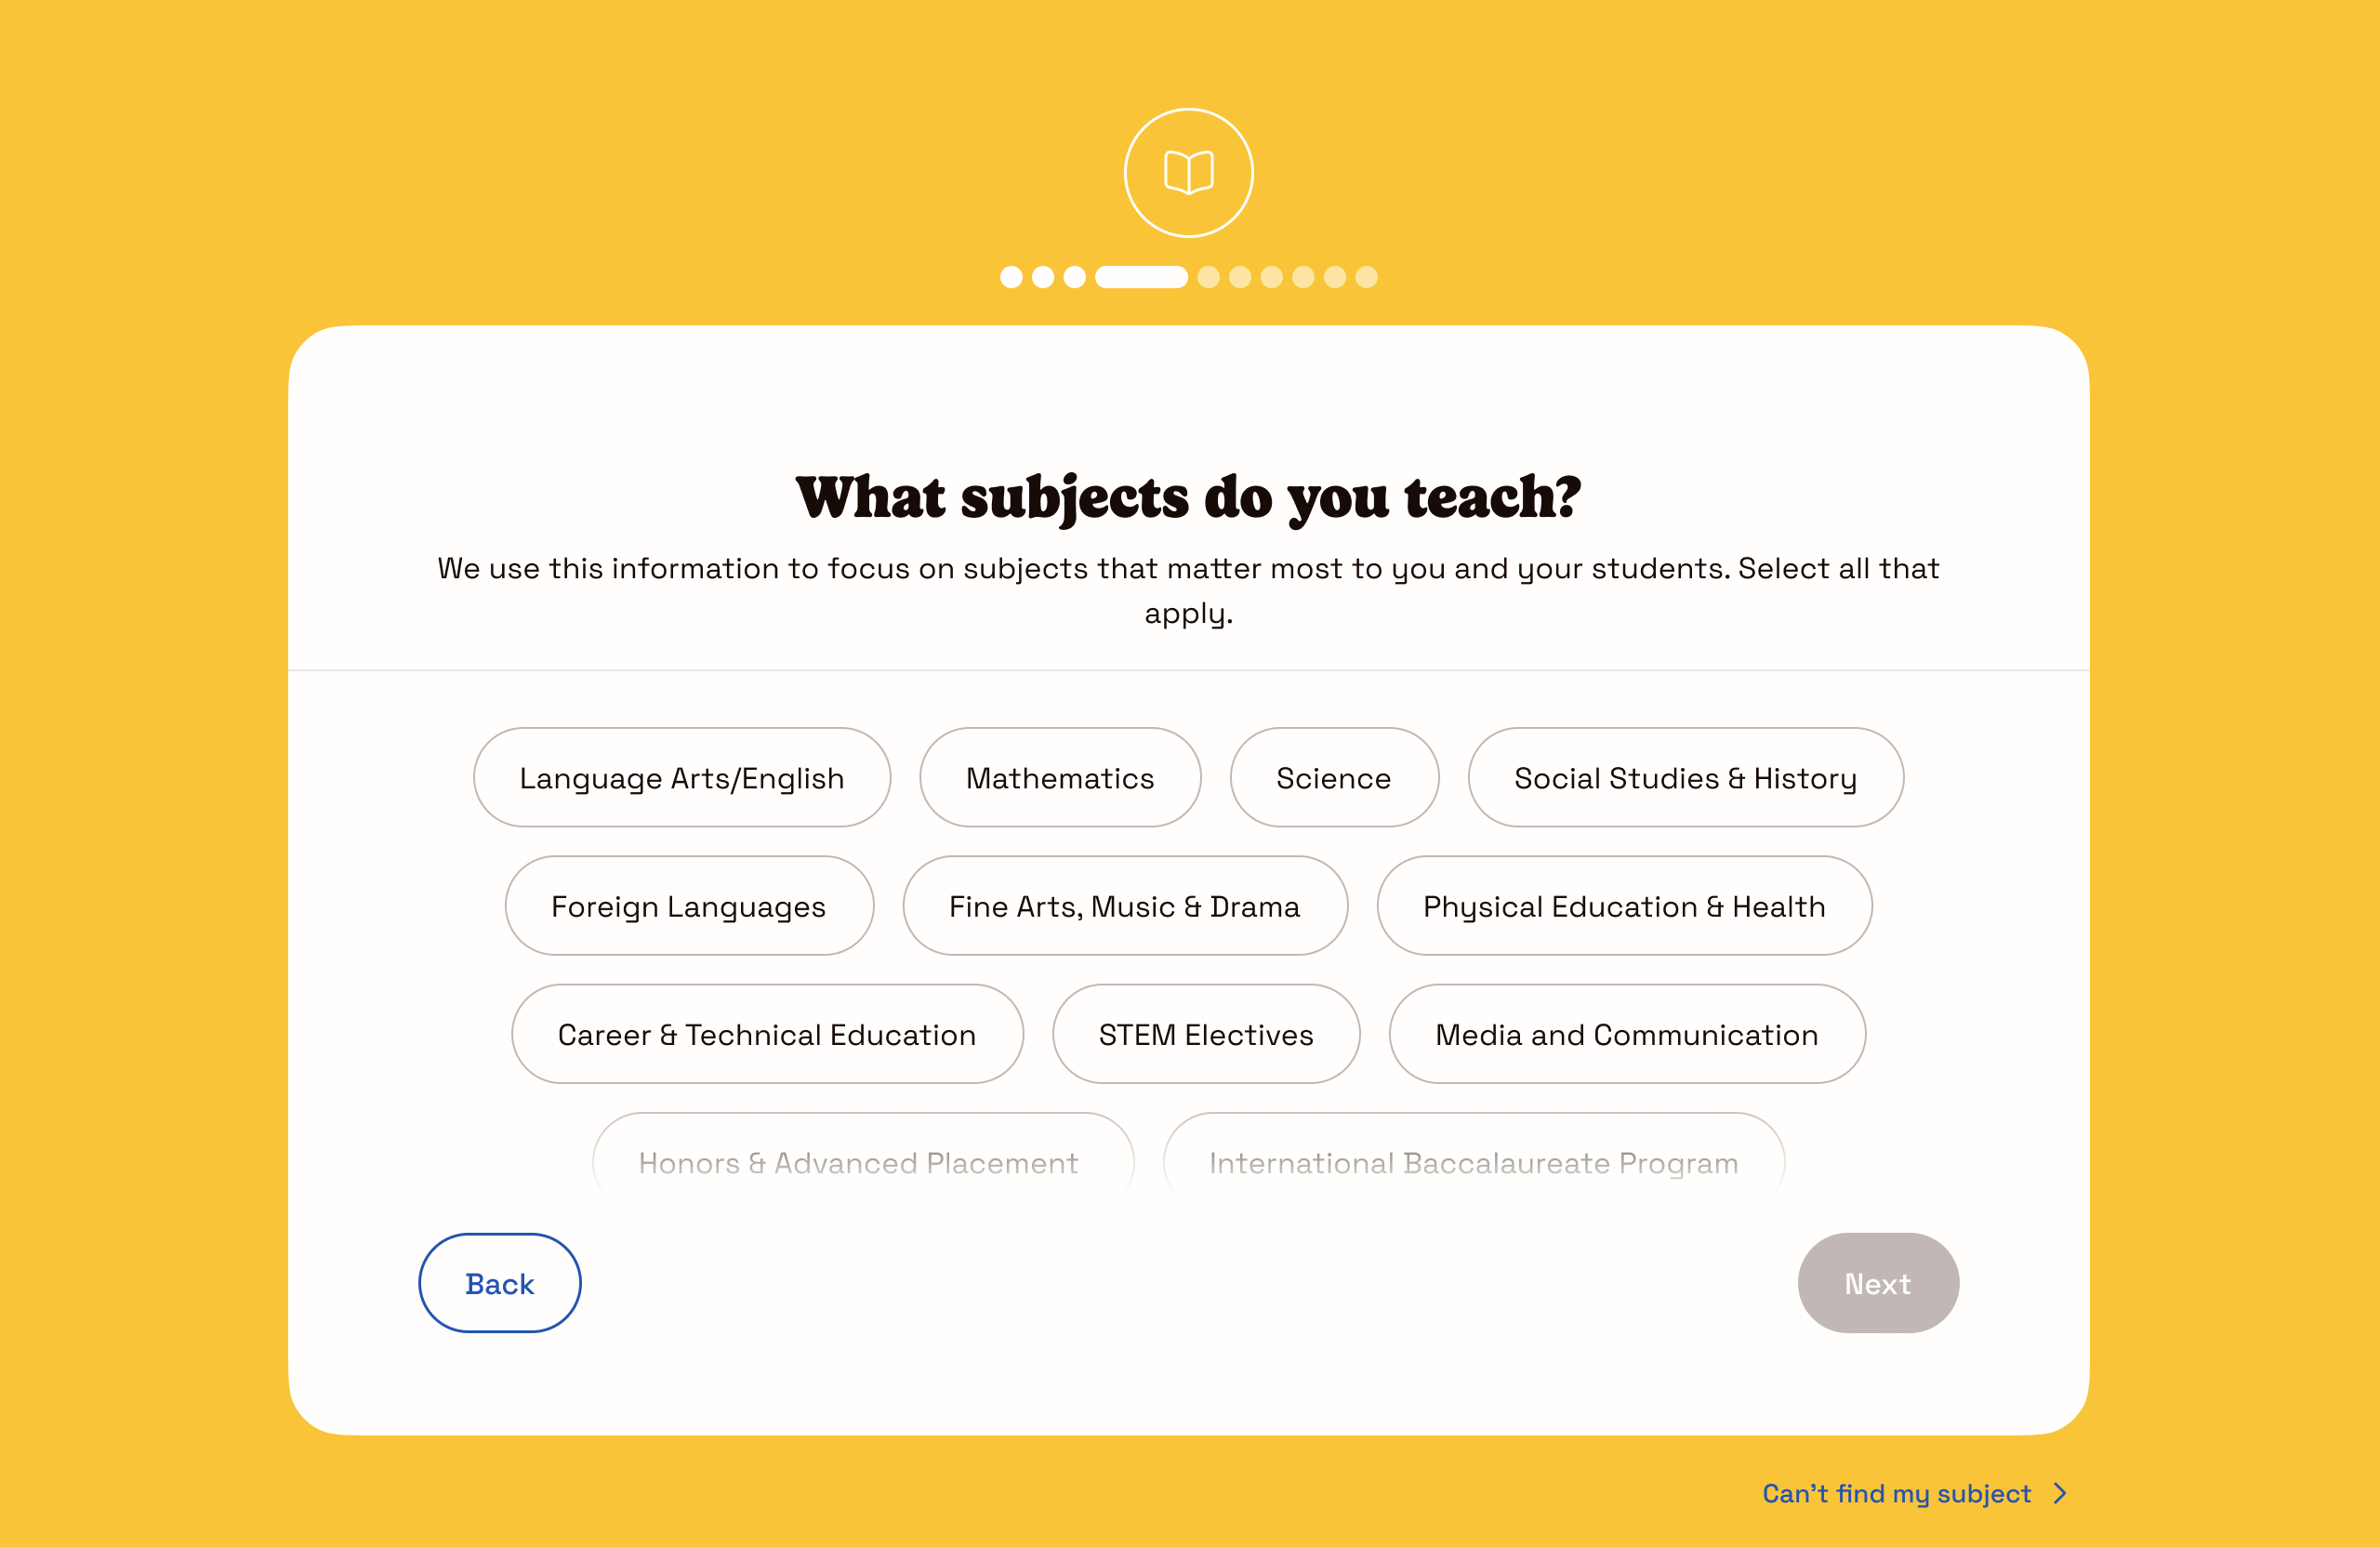 What subjects do you teach?
We use this information to focus on subjects that matter most to you and your students. Select all that
apply.
Language Arts/English
Mathematics
Science
Social Studies & History
Foreign Languages
Fine Arts, Music & Drama
Physical Education & Health
Career & Technical Education
STEM Electives
Media and Communication
Honors & Advanced Placement
International Baccalaureate Program
Back
Next
Can't find my subject